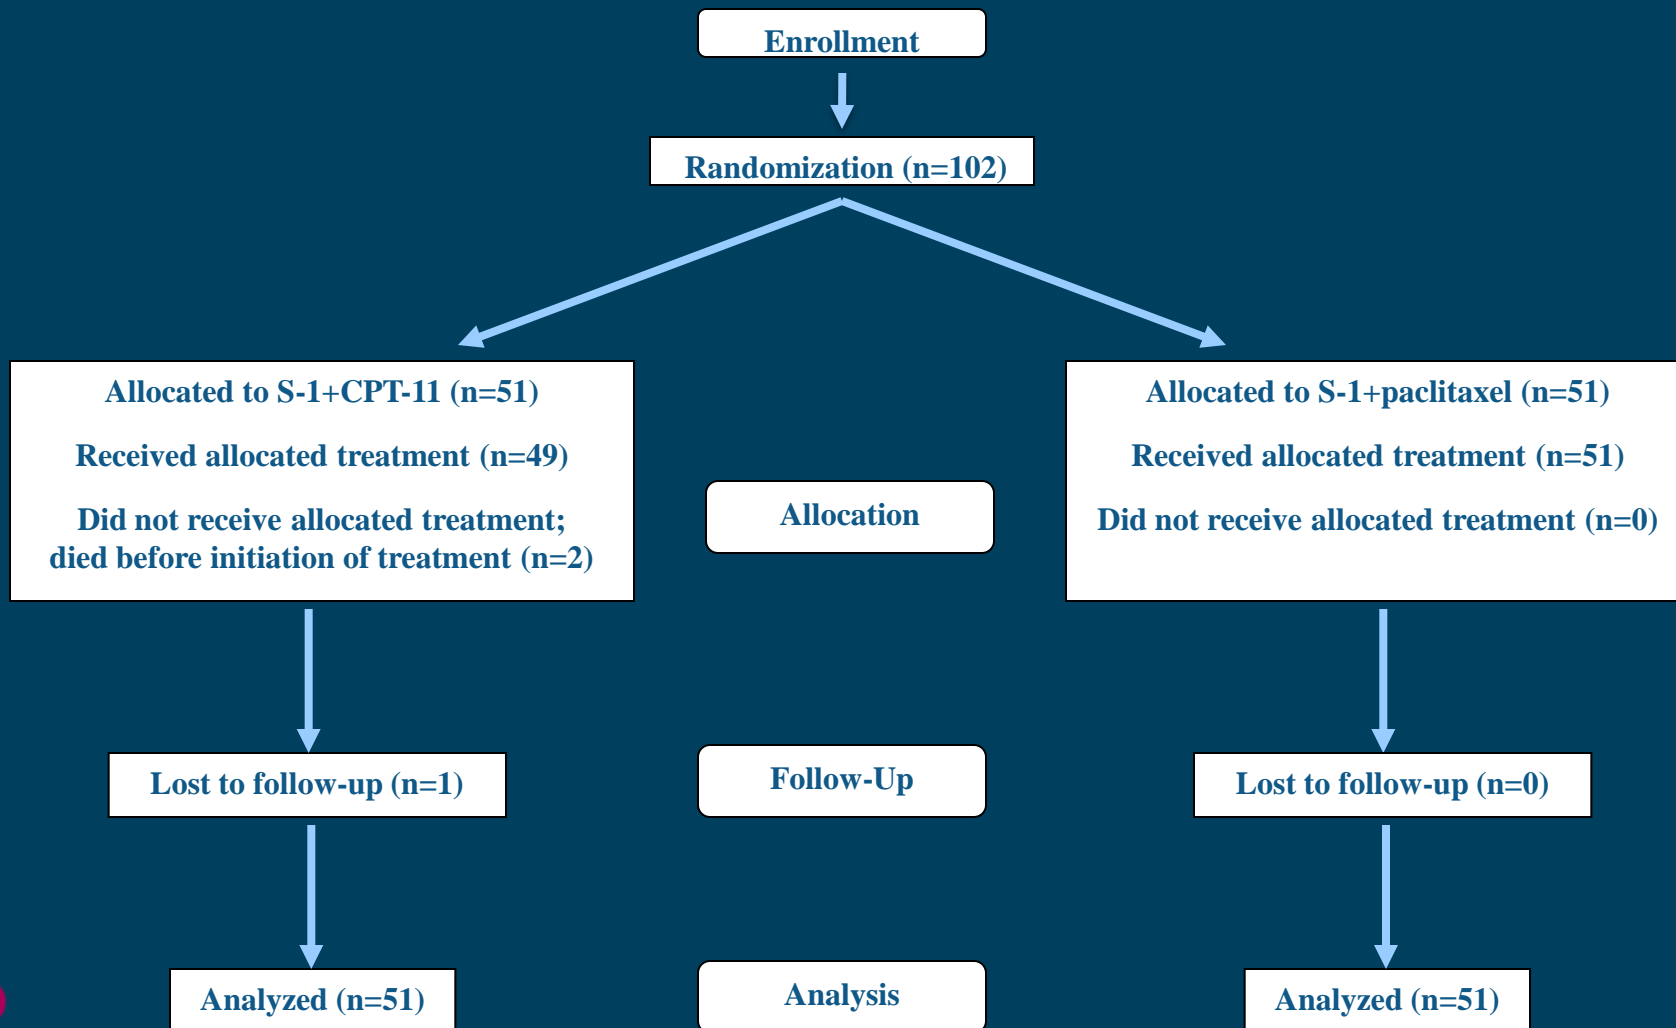 Enrollment
Randomization (n=102)
Allocated to S-1+CPT-11 (n=51)
Received allocated treatment (n=49)
Did not receive allocated treatment;
died before initiation of treatment (n=2)
Allocation
Allocated to S-1+paclitaxel (n=51)
Received allocated treatment (n=51)
Did not receive allocated treatment (n=0)
Lost to follow-up (n=1)
Follow-Up
Lost to follow-up (n=0)
Analyzed (n=51)
Analysis
Analyzed (n=51)